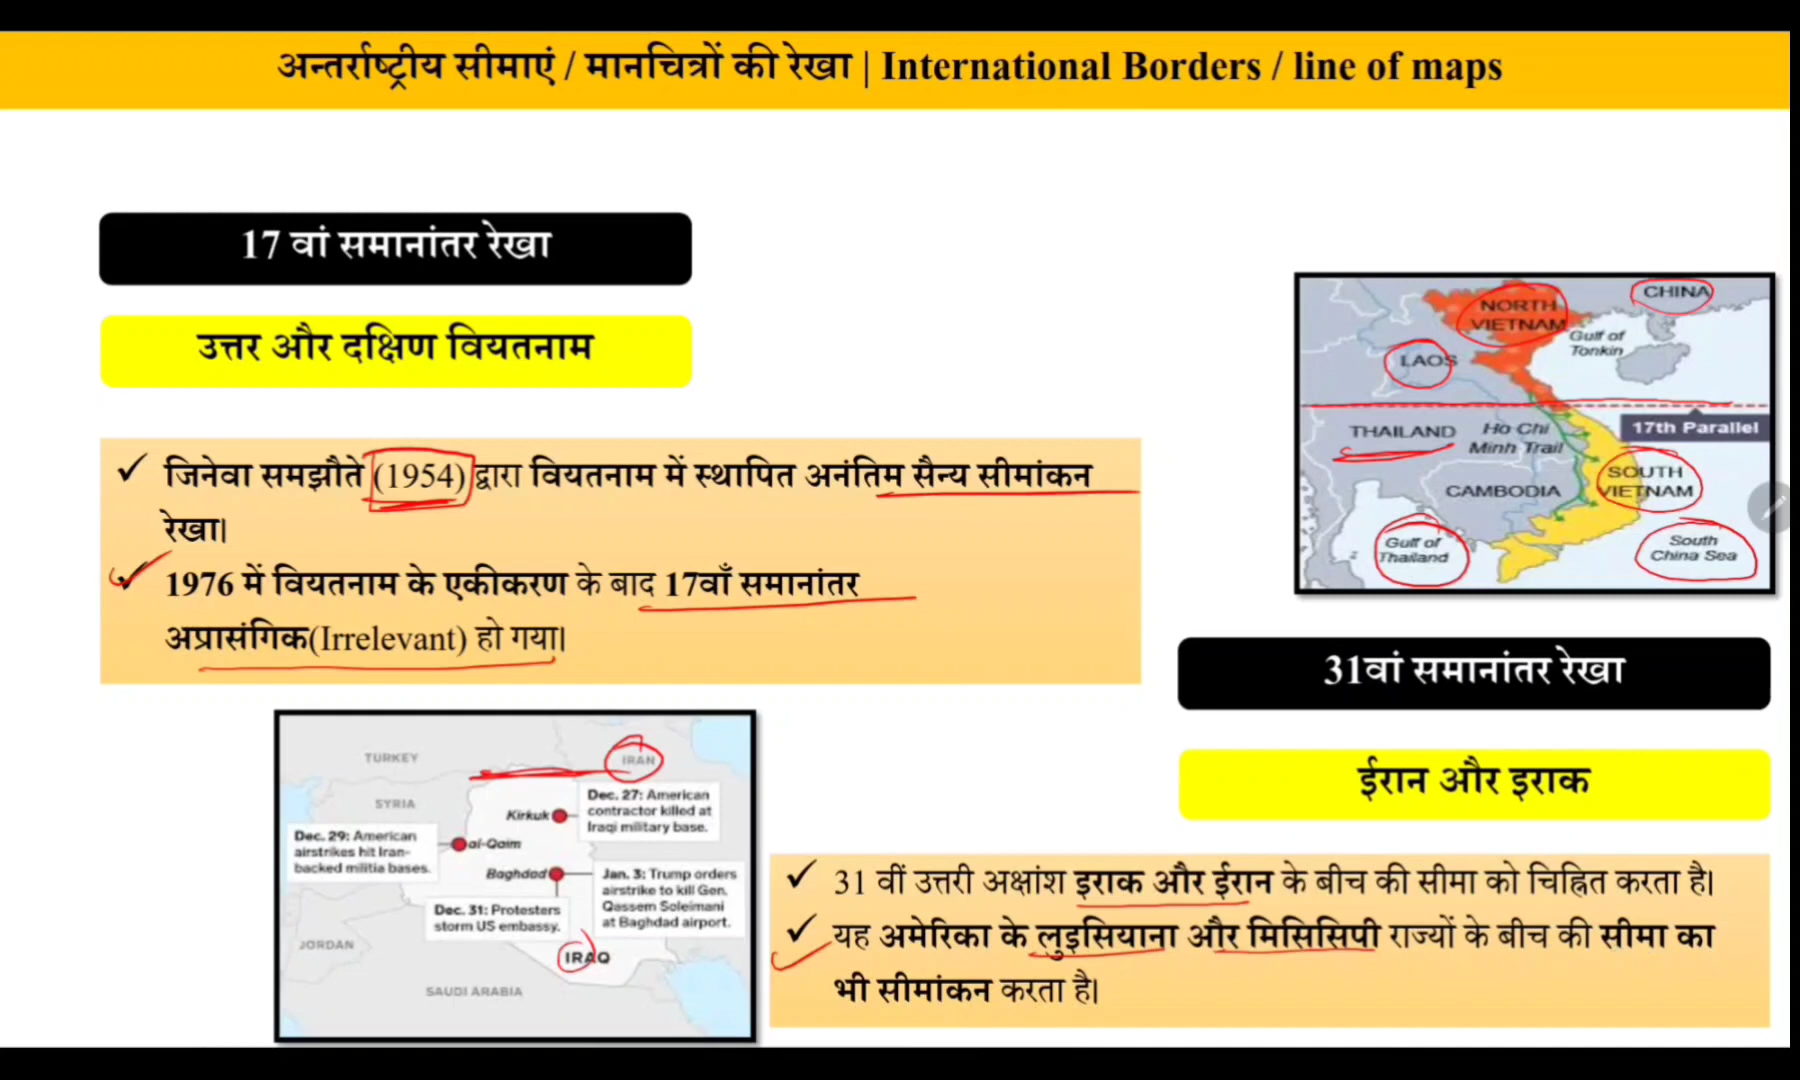 अन्तर्राष्ट्रीय सीमाएं / मानचित्रों की रेखा | International Borders / line of maps
17 वां समानांतर रेखा
उत्तर और दक्षिण वियतनाम
✓ जिनेवा समझौते (1954) द्वारा वियतनाम में स्थापित अनंतिम सैन्य सीमांकन
रेखा।
✓ 1976 में वियतनाम के एकीकरण के बाद 17वाँ समानांतर
अप्रासंगिक(Irrelevant) हो गया।
NORTH
VIETNAM
CHINA
Gulf of
Tonkin
LAOS
THAILAND
Ho Chi
Minh Trail
17th Parallel
CAMBODIA
SOUTH
VIETNAM
Gulf of
Thailand
South
China Sea
31वां समानांतर रेखा
ईरान और इराक
✓ 31 वीं उत्तरी अक्षांश इराक और ईरान के बीच की सीमा को चिह्नित करता है।
✓ यह अमेरिका के लुइसियाना और मिसिसिपी राज्यों के बीच की सीमा का
भी सीमांकन करता है।
TURKEY
IRAN
SYRIA
Kirkuk
Dec. 27: American
contractor killed at
Iraqi military base.
Dec. 29: American
airstrikes hit Iran-
backed militia bases.
al-Qaim
Baghdad
Jan. 3: Trump orders
airstrike to kill Gen.
Qassem Soleimani
at Baghdad airport.
Dec. 31: Protesters
storm US embassy.
JORDAN
IRAQ
SAUDI ARABIA